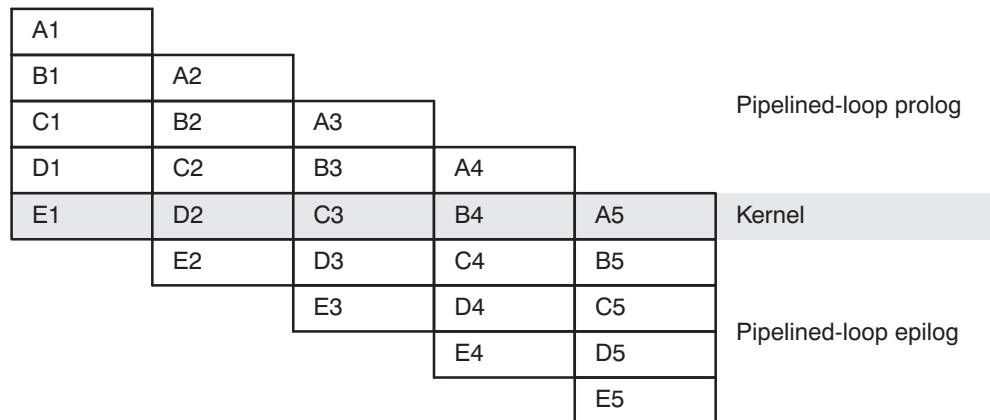 A1
B1 A2
C1 B2 A3
Pipelined-loop prolog
D1 C2 B3 A4
E1 D2 C3 B4 A5 Kernel
E2 D3 C4 B5
E3 D4 C5
Pipelined-loop epilog
E4 D5
E5